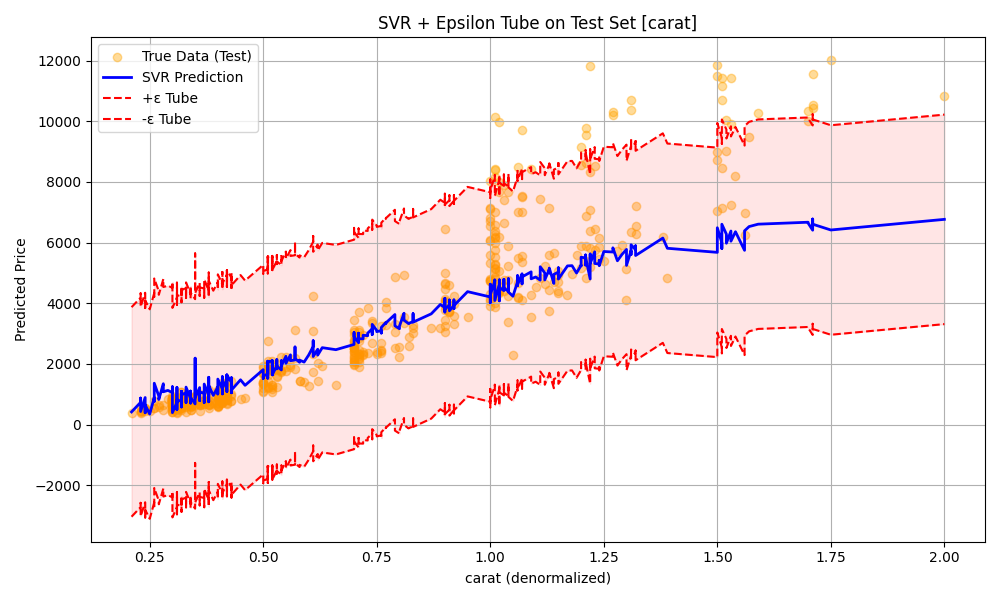 SVR + Epsilon Tube on Test Set [carat]
True Data (Test)
SVR Prediction
+ε Tube
-ε Tube
12000
10000
8000
6000
4000
2000
0
−2000
Predicted Price
0.25 0.50 0.75 1.00 1.25 1.50 1.75 2.00
carat (denormalized)